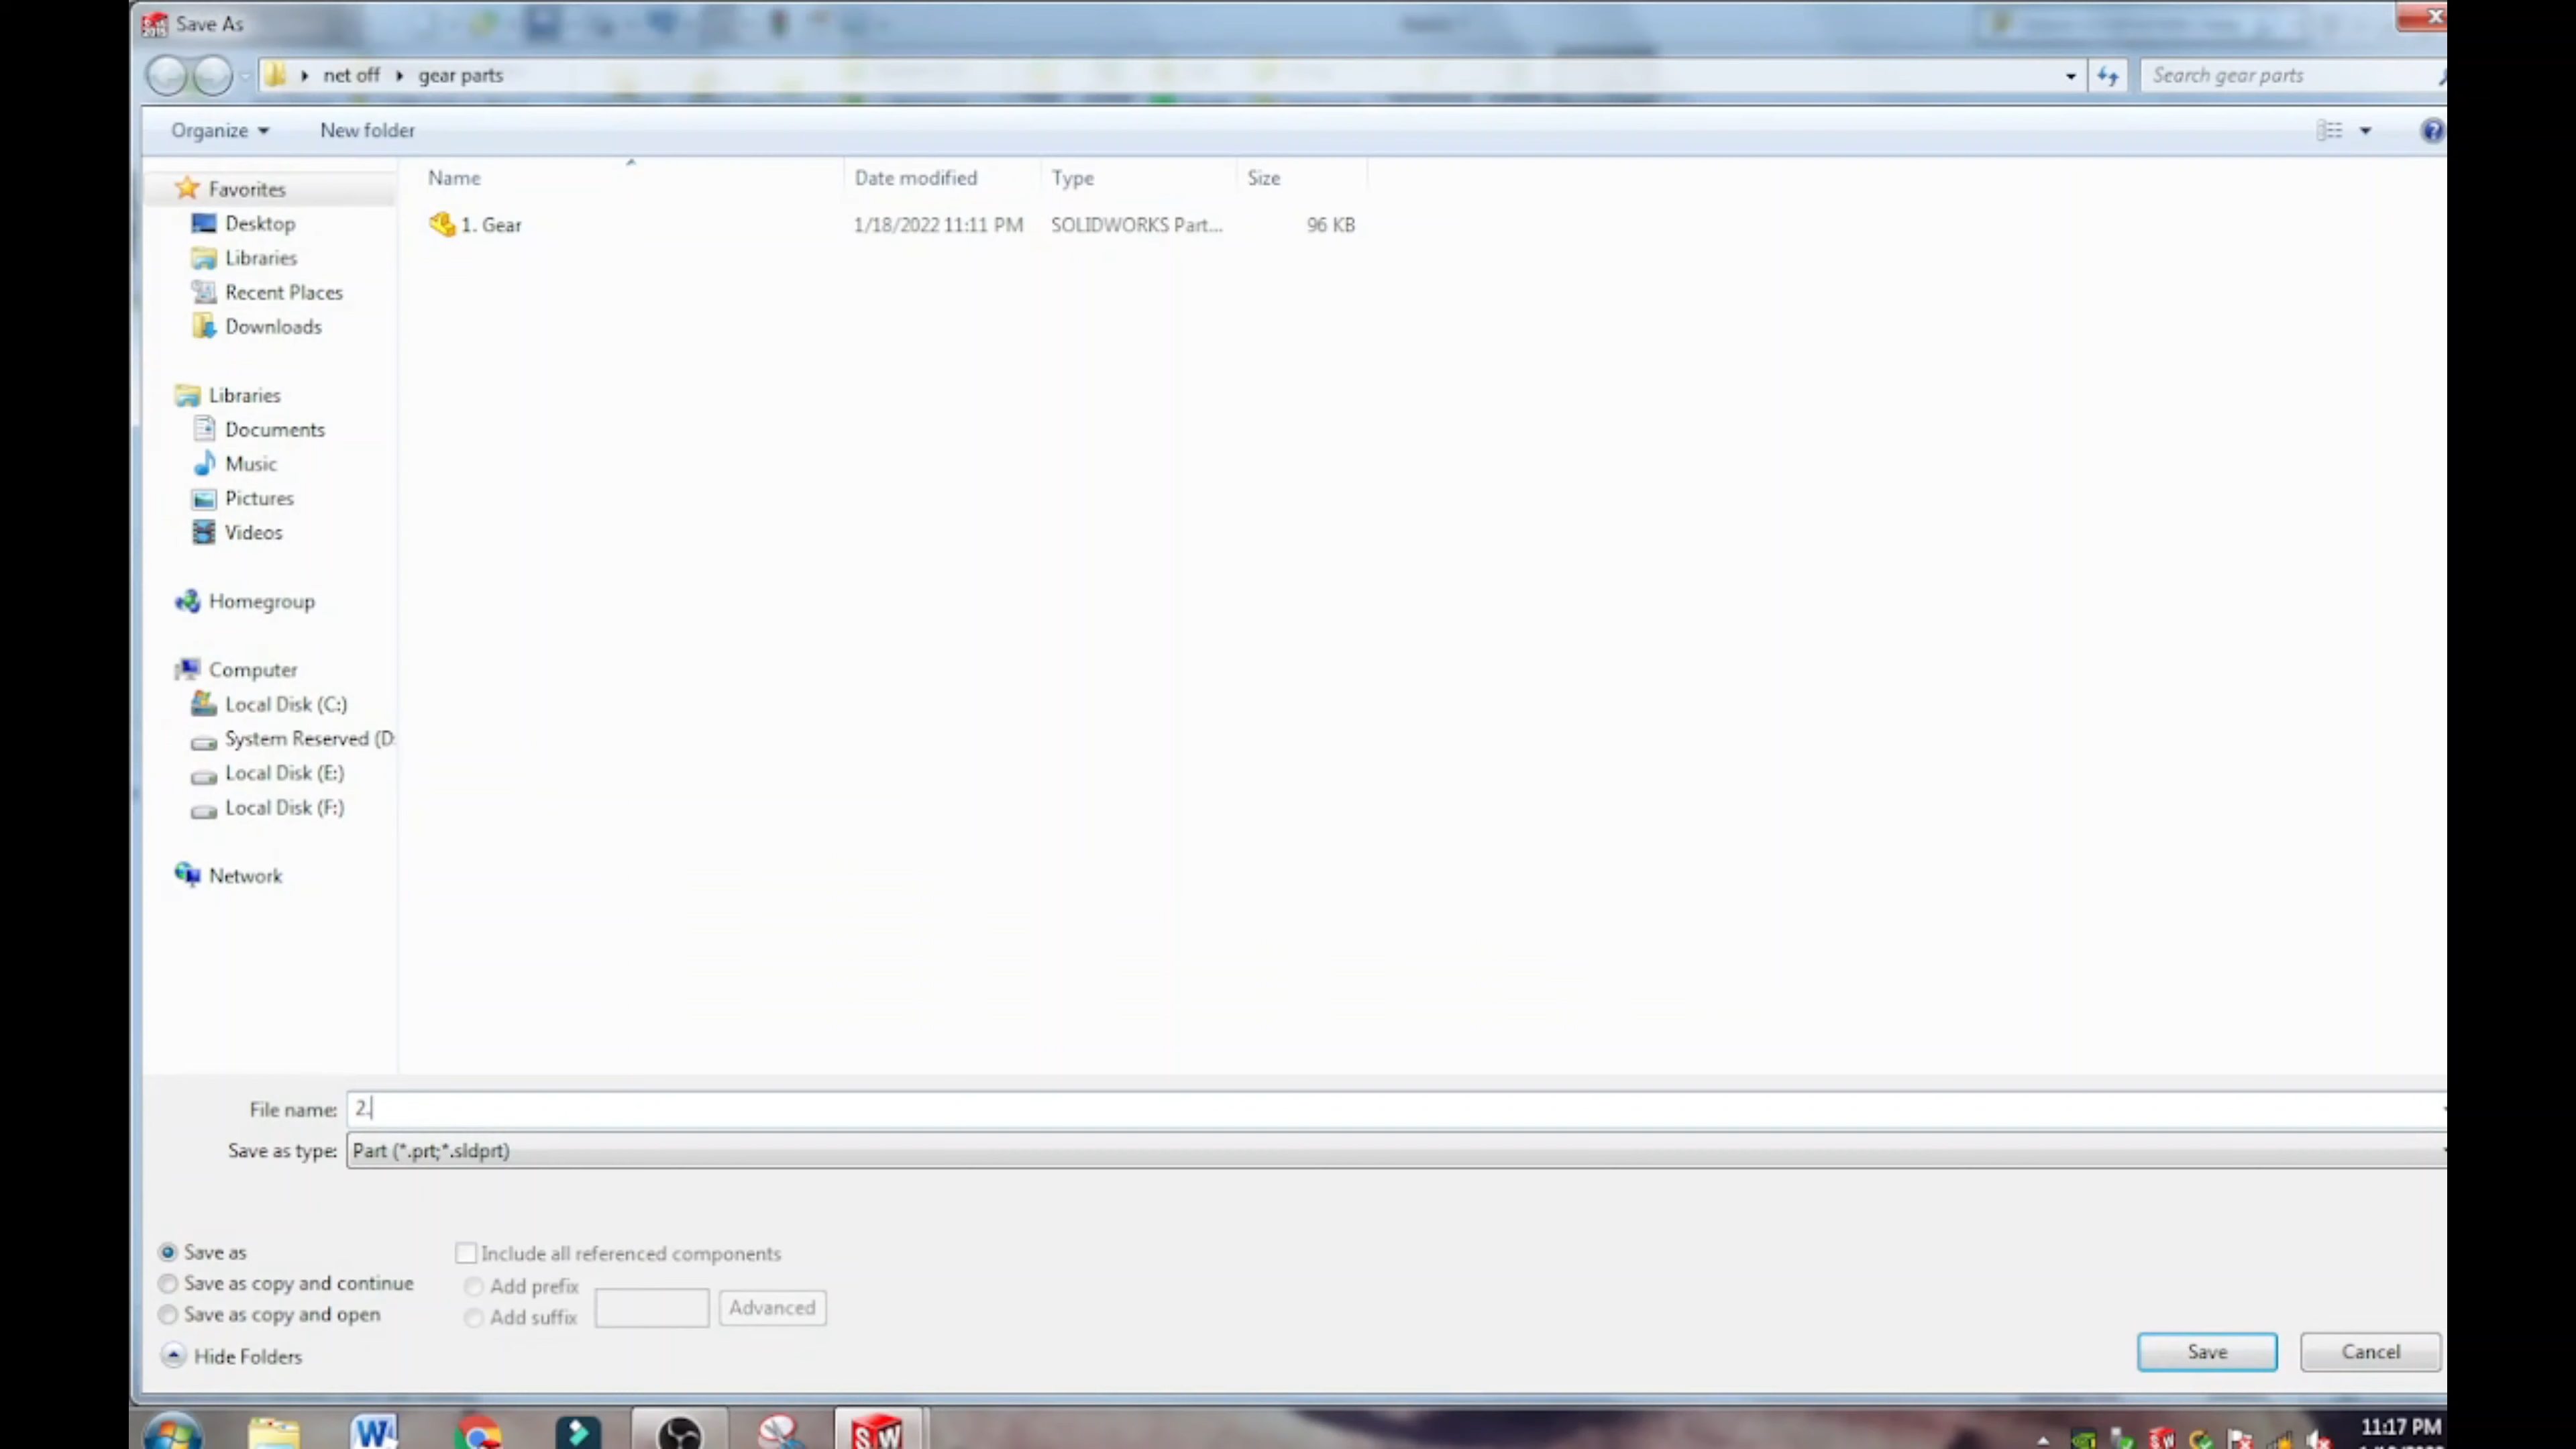 Save As
net off
gear parts
Search gear parts
Organize
New folder
Name
Date modified
Type
Size
1. Gear
1/18/2022 11:11 PM
SOLIDWORKS Part...
96 KB
Favorites
Desktop
Libraries
Recent Places
Downloads
Libraries
Documents
Music
Pictures
Videos
Homegroup
Computer
Local Disk (C:)
System Reserved (D:
Local Disk (E:)
Local Disk (F:)
Network
File name:
2.
Save as type:
Part (*.prt;*.sldprt)
Save as
Save as copy and continue
Save as copy and open
Include all referenced components
Add prefix
Add suffix
Advanced
Hide Folders
Save
Cancel
11:17 PM